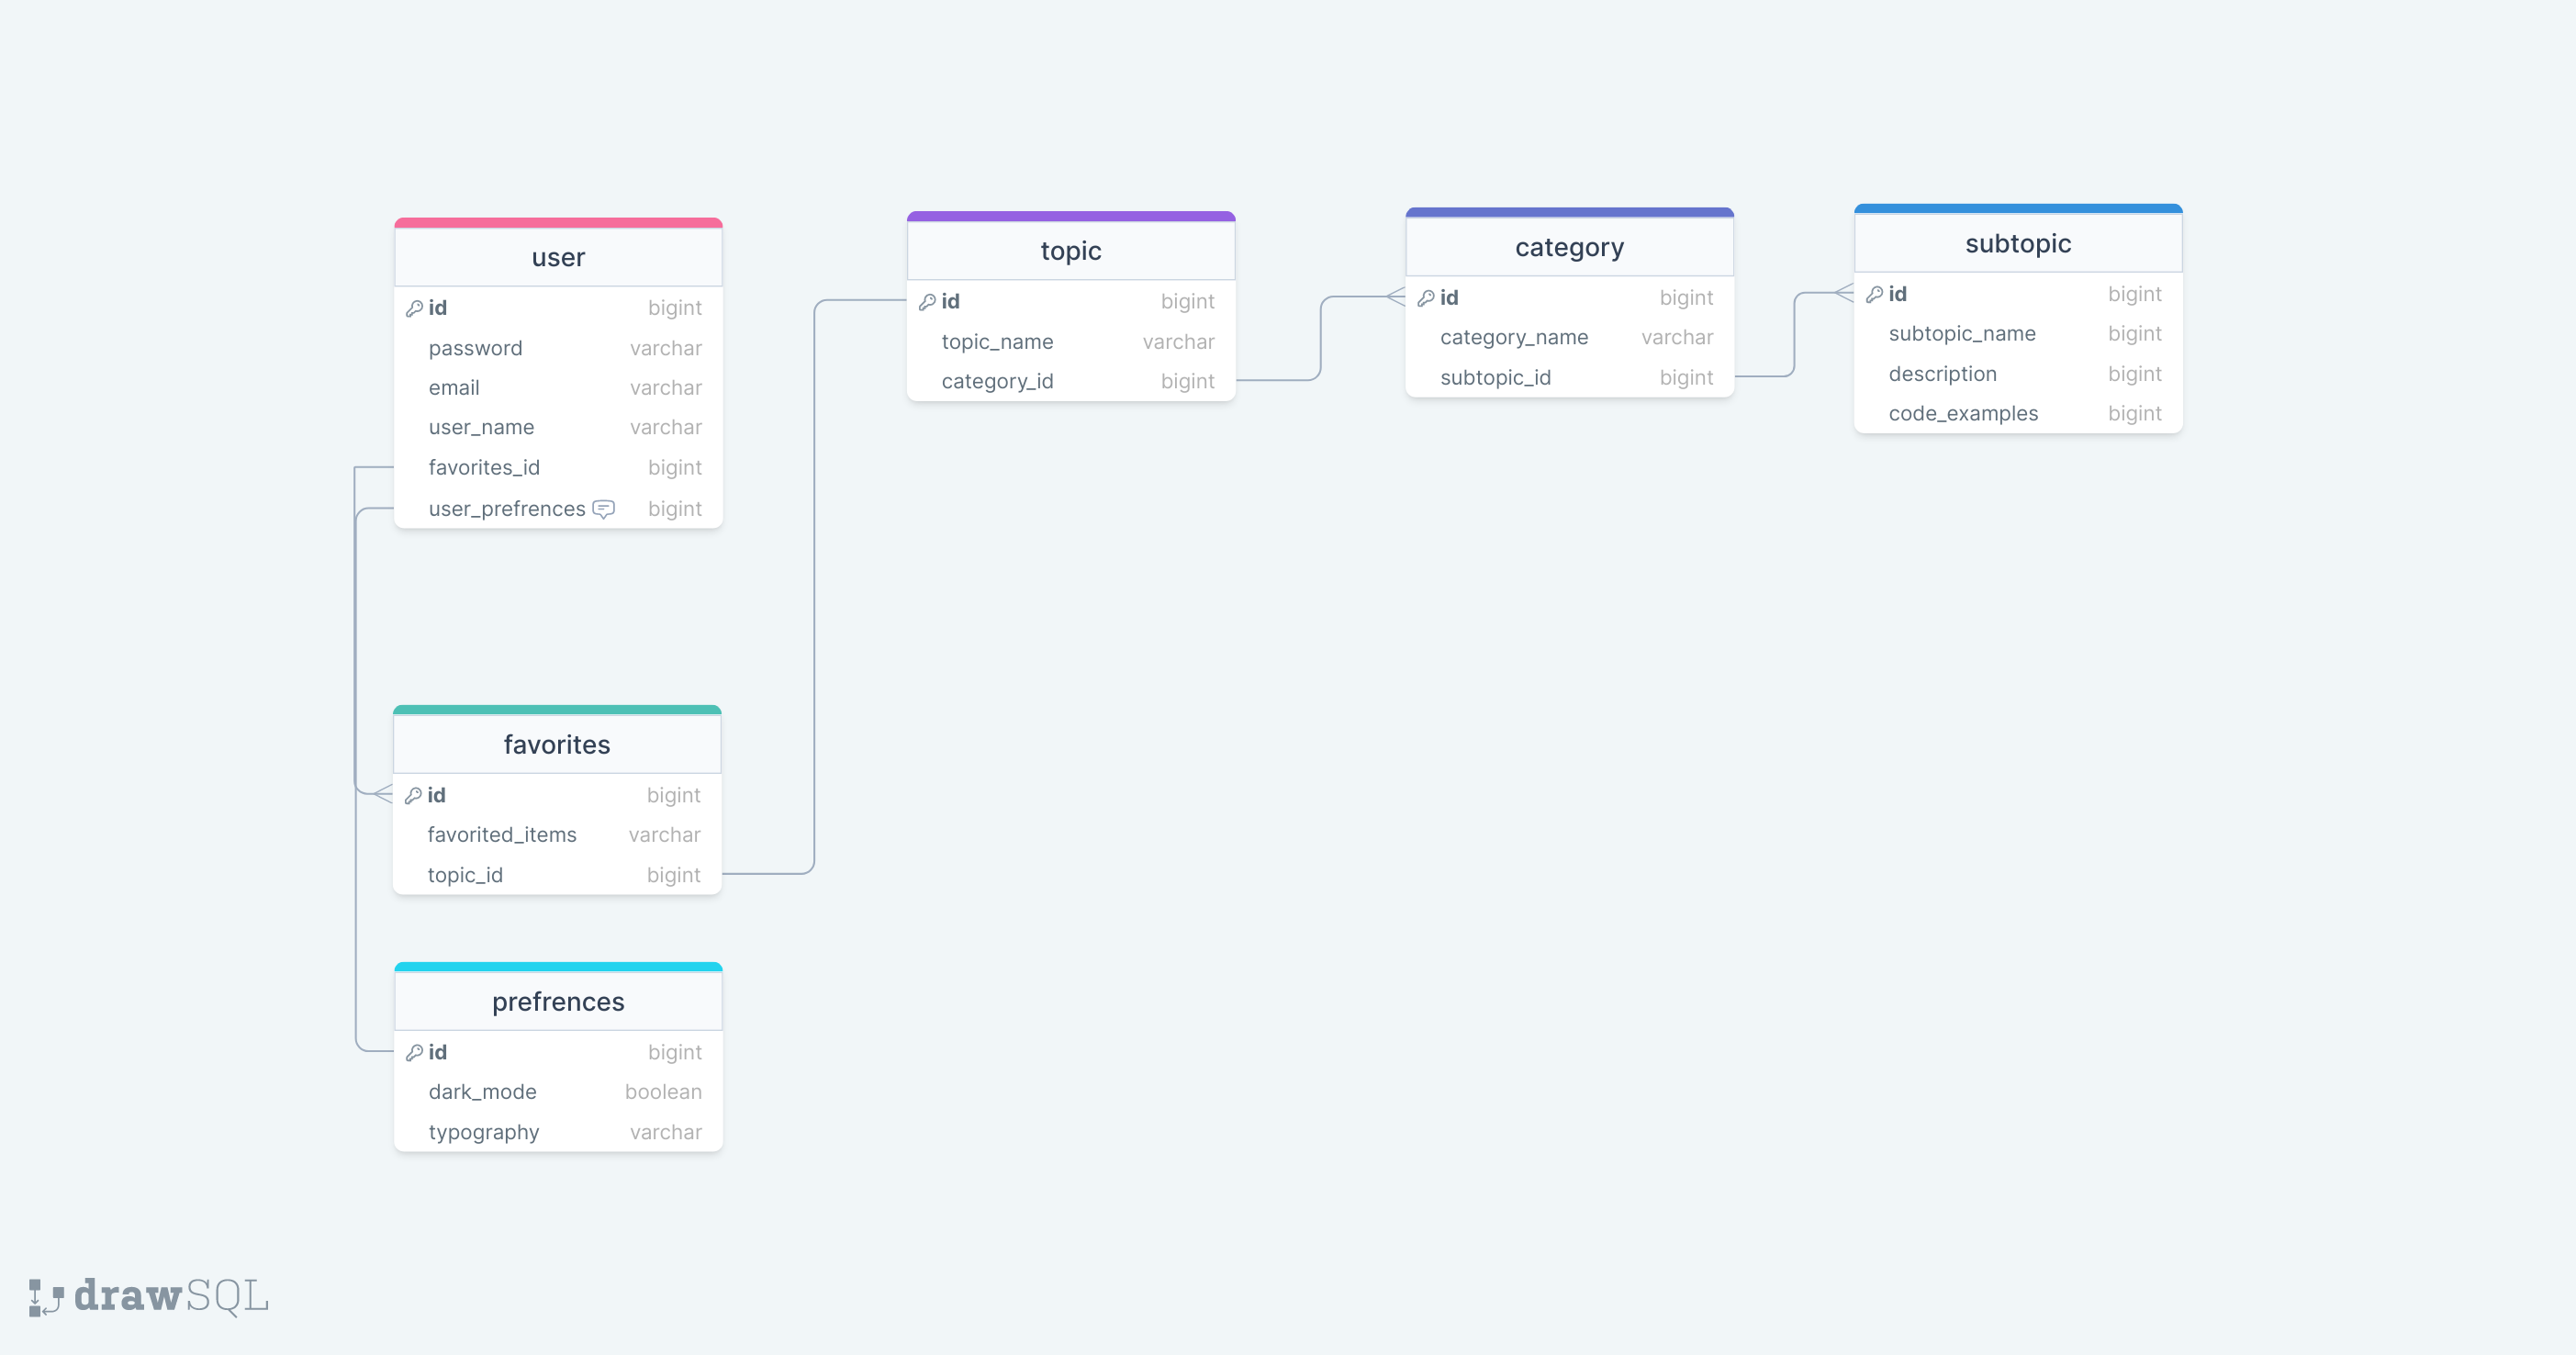 user
id bigint
password varchar
email varchar
user_name varchar
favorites_id bigint
user_prefrences bigint
topic
id bigint
topic_name varchar
category_id bigint
category
id bigint
category_name varchar
subtopic_id bigint
subtopic
id bigint
subtopic_name bigint
description bigint
code_examples bigint
favorites
id bigint
favorited_items varchar
topic_id bigint
prefrences
id bigint
dark_mode boolean
typography varchar
drawSQL